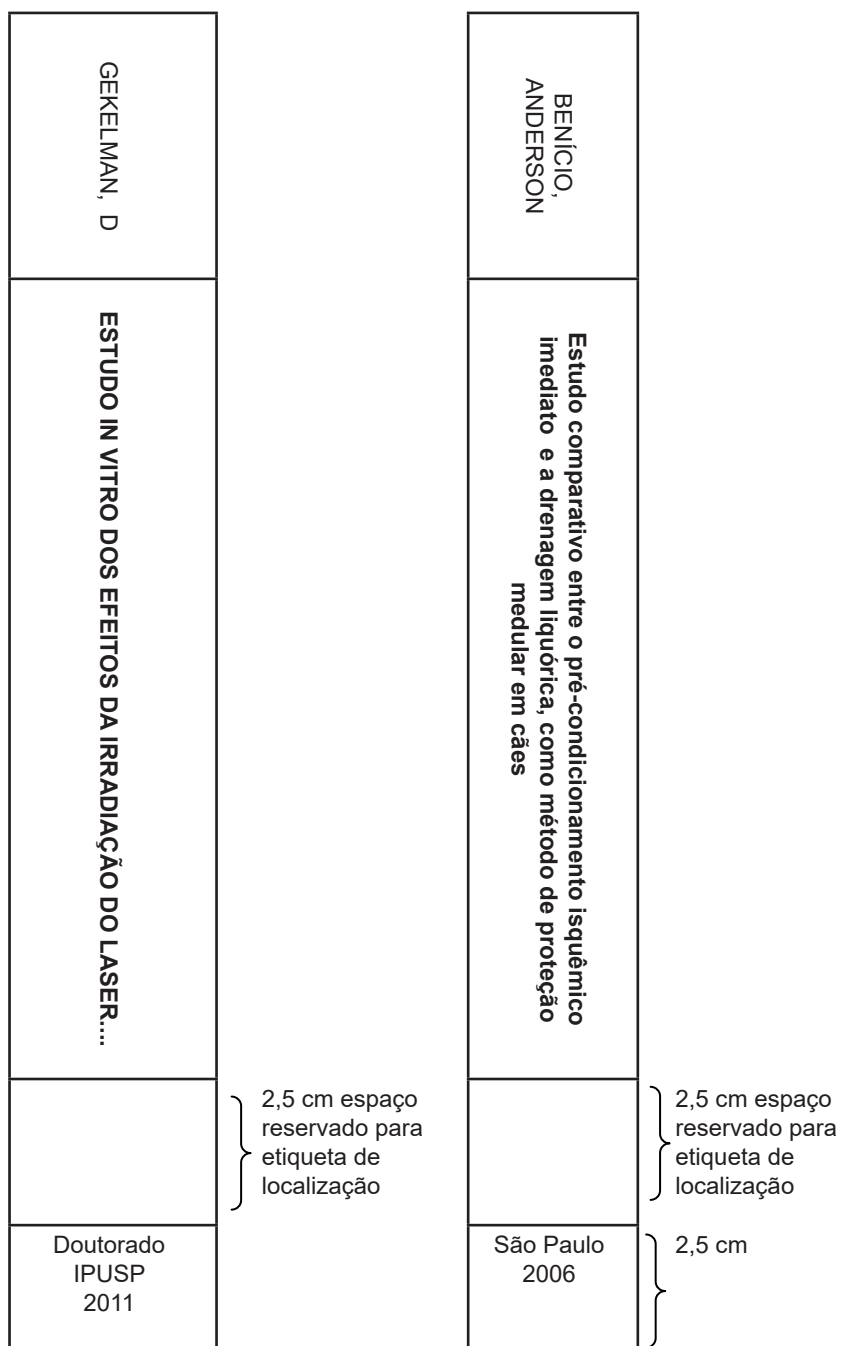 GEKELMAN,  D
ESTUDO IN VITRO DOS EFEITOS DA IRRADIAÇÃO DO LASER....
2,5 cm espaço
reservado para
etiqueta de
localização
Doutorado
IPUSP
2011
BENÍCIO,
ANDERSON
Estudo comparativo entre o pré-condicionamento isquêmico
imediato  e a drenagem liquórica, como método de proteção
medular em cães
2,5 cm espaço
reservado para
etiqueta de
localização
São Paulo
2006
2,5 cm